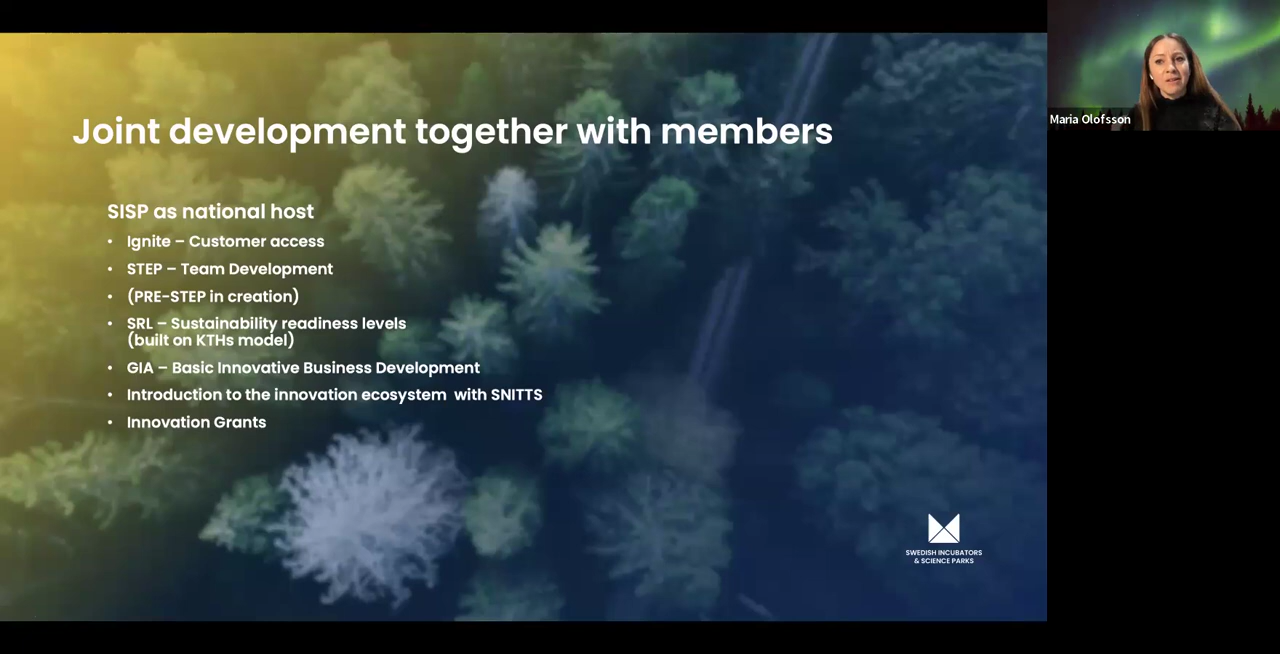 Joint development together with members
SISP as national host
• Ignite – Customer access
• STEP – Team Development
• (PRE-STEP in creation)
• SRL – Sustainability readiness levels
(built on KTHs model)
• GIA – Basic Innovative Business Development
• Introduction to the innovation ecosystem  with SNITTS
• Innovation Grants
SWEDISH INCUBATORS
& SCIENCE PARKS
Maria Olofsson